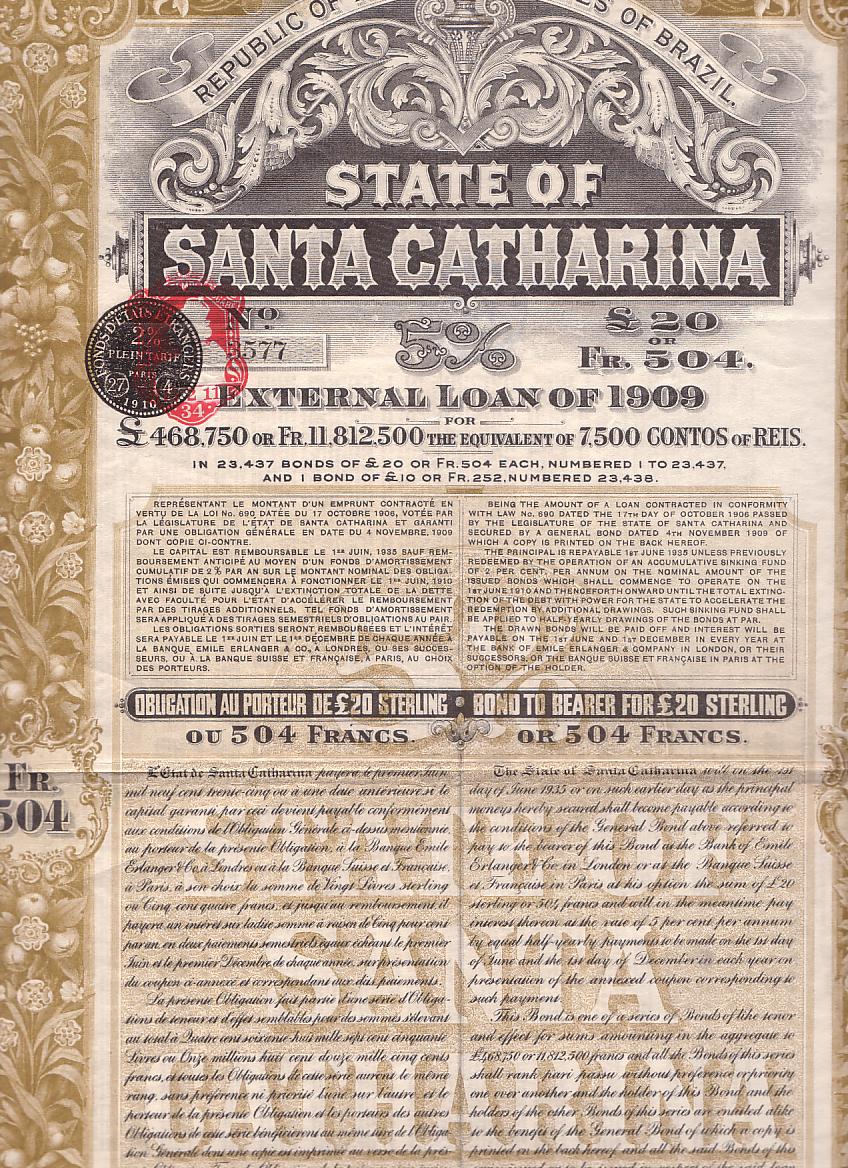 REPUBLIC OF ES OF BRAZIL.
STATE OF
SANTA CATHARINA
No
577
5%
£20
OR
FR. 504.
FONDS D'ETATS ETRANGERS
2%
PLEIN TARIF
PARIS
27 4
1910
34
EXTERNAL LOAN OF 1909
FOR
£468,750 OR FR.11,812,500 THE EQUIVALENT OF 7,500 CONTOS OF REIS.
IN 23,437 BONDS OF £20 OR FR.504 EACH, NUMBERED 1 TO 23,437,
AND 1 BOND OF £10 OR FR.252, NUMBERED 23,438.
REPRÉSENTANT LE MONTANT D'UN EMPRUNT CONTRACTÉ EN
VERTU DE LA LOI No. 690 DATÉE DU 17 OCTOBRE 1906, VOTÉE PAR
LA LÉGISLATURE DE L'ÉTAT DE SANTA CATHARINA ET GARANTI
PAR UNE OBLIGATION GÉNÉRALE EN DATE DU 4 NOVEMBRE, 1909
DONT COPIE CI-CONTRE.
LE CAPITAL EST REMBOURSABLE LE 1ER JUIN, 1935 SAUF REM-
BOURSEMENT ANTICIPÉ AU MOYEN D'UN FONDS D'AMORTISSEMENT
CUMULATIF DE 2% PAR AN SUR LE MONTANT NOMINAL DES OBLIGA-
TIONS ÉMISES QUI COMMENCERA À FONCTIONNER LE 1ER JUIN, 1910
ET AINSI DE SUITE JUSQU'À L'EXTINCTION TOTALE DE LA DETTE
AVEC FACULTÉ POUR L'ÉTAT D'ACCÉLÉRER LE REMBOURSEMENT
PAR DES TIRAGES ADDITIONNELS. TEL FONDS D'AMORTISSEMENT
SERA APPLIQUÉ À DES TIRAGES SEMESTRIELS D'OBLIGATIONS AU PAIR.
LES OBLIGATIONS SORTIES SERONT REMBOURSÉES ET L'INTÉRÊT
SERA PAYABLE LE 1ER JUIN ET LE 1ER DÉCEMBRE DE CHAQUE ANNÉE À
LA BANQUE EMILE ERLANGER & CO., À LONDRES, OU SES SUCCES-
SEURS, OU À LA BANQUE SUISSE ET FRANÇAISE, À PARIS, AU CHOIX
DES PORTEURS.
BEING THE AMOUNT OF A LOAN CONTRACTED IN CONFORMITY
WITH LAW No. 690 DATED THE 17TH DAY OF OCTOBER 1906 PASSED
BY THE LEGISLATURE OF THE STATE OF SANTA CATHARINA AND
SECURED BY A GENERAL BOND DATED 4TH NOVEMBER 1909 OF
WHICH A COPY IS PRINTED ON THE BACK HEREOF.
THE PRINCIPAL IS REPAYABLE 1ST JUNE 1935 UNLESS PREVIOUSLY
REDEEMED BY THE OPERATION OF AN ACCUMULATIVE SINKING FUND
OF 2 PER CENT, PER ANNUM ON THE NOMINAL AMOUNT OF THE
ISSUED BONDS WHICH SHALL COMMENCE TO OPERATE ON THE
1ST JUNE 1910 AND THENCEFORTH ONWARD UNTIL THE TOTAL EXTINC-
TION OF THE DEBT WITH POWER FOR THE STATE TO ACCELERATE THE
REDEMPTION BY ADDITIONAL DRAWINGS. SUCH SINKING FUND SHALL
BE APPLIED TO HALF-YEARLY DRAWINGS OF THE BONDS AT PAR.
THE DRAWN BONDS WILL BE PAID OFF AND INTEREST WILL BE
PAYABLE ON THE 1ST JUNE AND 1ST DECEMBER IN EVERY YEAR AT
THE BANK OF EMILE ERLANGER & COMPANY IN LONDON, OR THEIR
SUCCESSORS, OR THE BANQUE SUISSE ET FRANÇAISE IN PARIS AT THE
OPTION OF THE HOLDER.
OBLIGATION AU PORTEUR DE £20 STERLING • BOND TO BEARER FOR £20 STERLING
OU 504 FRANCS. OR 504 FRANCS.
FR.
504
L'Etat de Santa Catharina payera le premier Juin
mil neuf cent trente-cinq ou à une date antérieure si le
capital garanti par ceci devient payable conformément
aux conditions de l'Obligation Générale ci-dessus mentionnée,
au porteur de la présente Obligation, à la Banque Emile
Erlanger & Co, à Londres ou à la Banque Suisse et Française,
à Paris, à son choix la somme de Vingt Livres sterling
ou Cinq cent quatre francs, et jusqu'au remboursement il
payera un intérêt sur ladite somme à raison de Cinq pour cent
par an, en deux paiements semestriels égaux échéant le premier
Juin et le premier Décembre de chaque année, sur présentation
du coupon ci-annexé et correspondant aux dits paiements.
La présente Obligation fait partie d'une série d'Obliga-
tions de teneur et d'effet semblables pour des sommes s'élevant
au total à Quatre cent soixante-huit mille sept cent cinquante
Livres ou Onze millions huit cent douze mille cinq cents
francs, et toutes les Obligations de cette série auront le même
rang, sans préférence ni priorité l'une sur l'autre, et le
porteur de la présente Obligation et les porteurs des autres
Obligations de cette série bénéficieront au même titre de l'Obliga-
tion Générale dont une copie est imprimée au verso de la pré-
The State of Santa Catharina will on the 1st
day of June 1935 or on such earlier day as the principal
moneys hereby secured shall become payable according to
the conditions of the General Bond above referred to
pay to the bearer of this Bond at the Bank of Emile
Erlanger & Co. in London or at the Banque Suisse
et Française in Paris at his option the sum of £20
sterling or 504 francs and will in the meantime pay
interest thereon at the rate of 5 per cent per annum
by equal half-yearly payments to be made on the 1st day
of June and the 1st day of December in each year on
presentation of the annexed coupon corresponding to
such payment.
This Bond is one of a series of Bonds of like tenor
and effect for sums amounting in the aggregate to
£468,750 or 11,812,500 francs and all the Bonds of this series
shall rank pari passu without preference or priority
one over another and the holder of this Bond and the
holders of the other Bonds of this series are entitled alike
to the benefit of the General Bond of which a copy is
printed on the back hereof and all the said Bonds of the